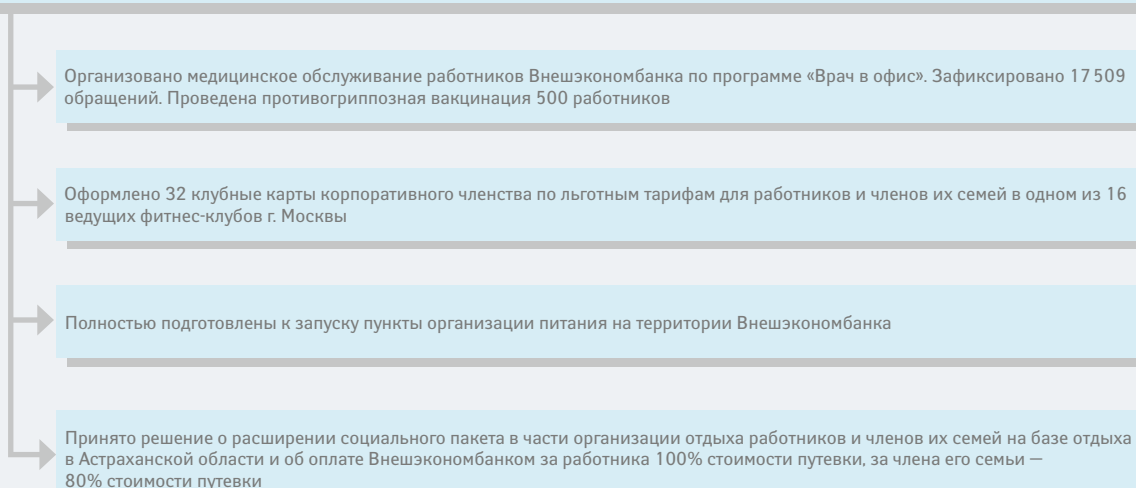 Организовано медицинское обслуживание работников Внешэкономбанка по программе «Врач в офис». Зафиксировано 17 509
обращений. Проведена противогриппозная вакцинация 500 работников
Оформлено 32 клубные карты корпоративного членства по льготным тарифам для работников и членов их семей в одном из 16
ведущих фитнес-клубов г. Москвы
Полностью подготовлены к запуску пункты организации питания на территории Внешэкономбанка
Принято решение о расширении социального пакета в части организации отдыха работников и членов их семей на базе отдыха
в Астраханской области и об оплате Внешэкономбанком за работника 100% стоимости путевки, за члена его семьи —
80% стоимости путевки